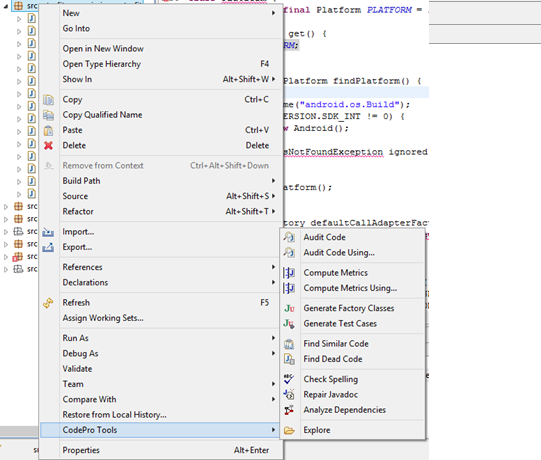 final Platform PLATFORM =
New
get() {
Go Into
Open in New Window
Open Type Hierarchy F4
Show In Alt+Shift+W
Platform findPlatform() {
Copy Ctrl+C
me("android.os.Build");
Copy Qualified Name
ERSION.SDK_INT != 0) {
Paste Ctrl+V
w Android();
Delete Delete
sNotFoundException ignored
Remove from Context Ctrl+Alt+Shift+Down
Build Path
atform();
Source Alt+Shift+S
Refactor Alt+Shift+T
tory defaultCallAdapterFac
Import...
Export...
References
Declarations
Refresh F5
Assign Working Sets...
Run As
Debug As
Validate
Team
Compare With
Restore from Local History...
CodePro Tools
Properties Alt+Enter
Audit Code
Audit Code Using...
Compute Metrics
Compute Metrics Using...
Generate Factory Classes
Generate Test Cases
Find Similar Code
Find Dead Code
Check Spelling
Repair Javadoc
Analyze Dependencies
Explore
src
src
src
src
src